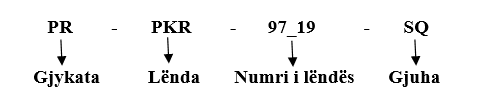 PR - PKR - 97_19 - SQ
Gjykata Lënda Numri i lëndës Gjuha